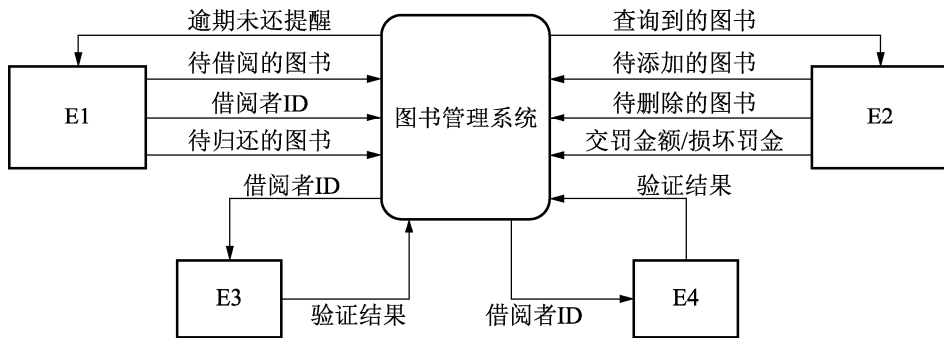 逾期未还提醒
查询到的图书
待借阅的图书
待添加的图书
E1
借阅者ID
图书管理系统
待删除的图书
E2
待归还的图书
交罚金额/损坏罚金
借阅者ID
验证结果
E3
验证结果
借阅者ID
E4